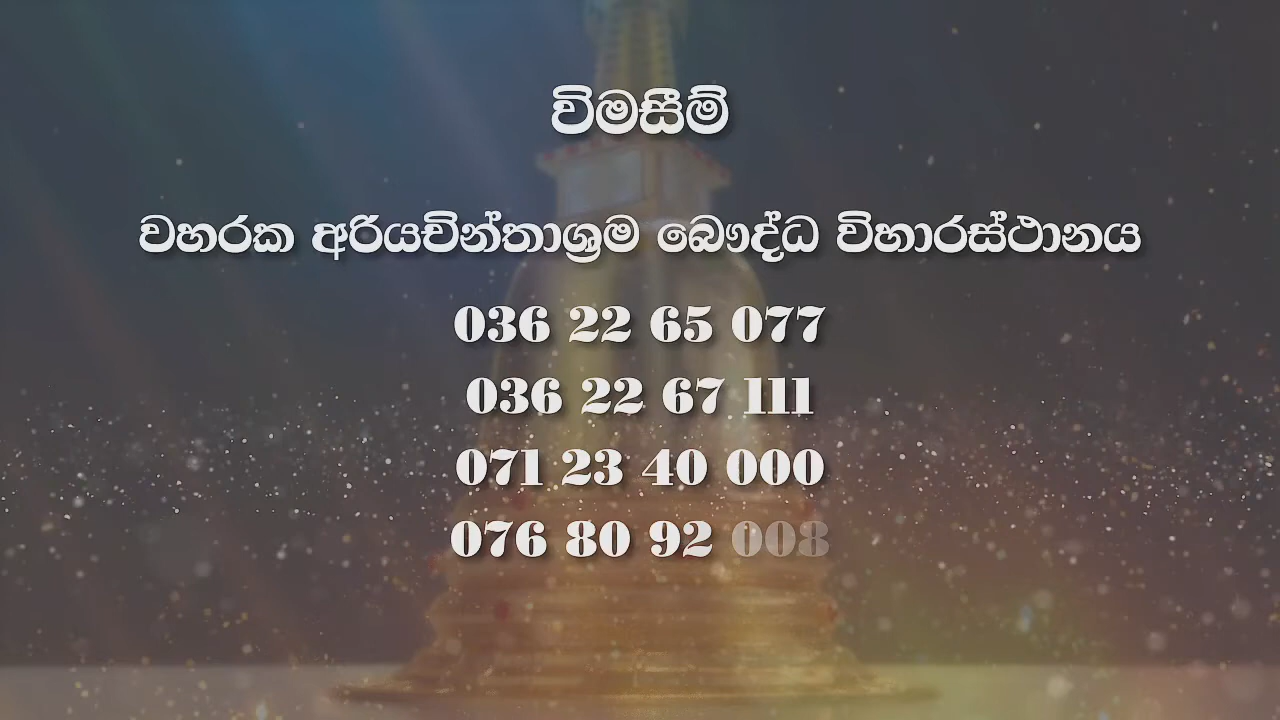 විමසීම්
වහරක අරියචින්තාශ්‍රම බෞද්ධ විහාරස්ථානය
036 22 65 077
036 22 67 111
071 23 40 000
076 80 92 008